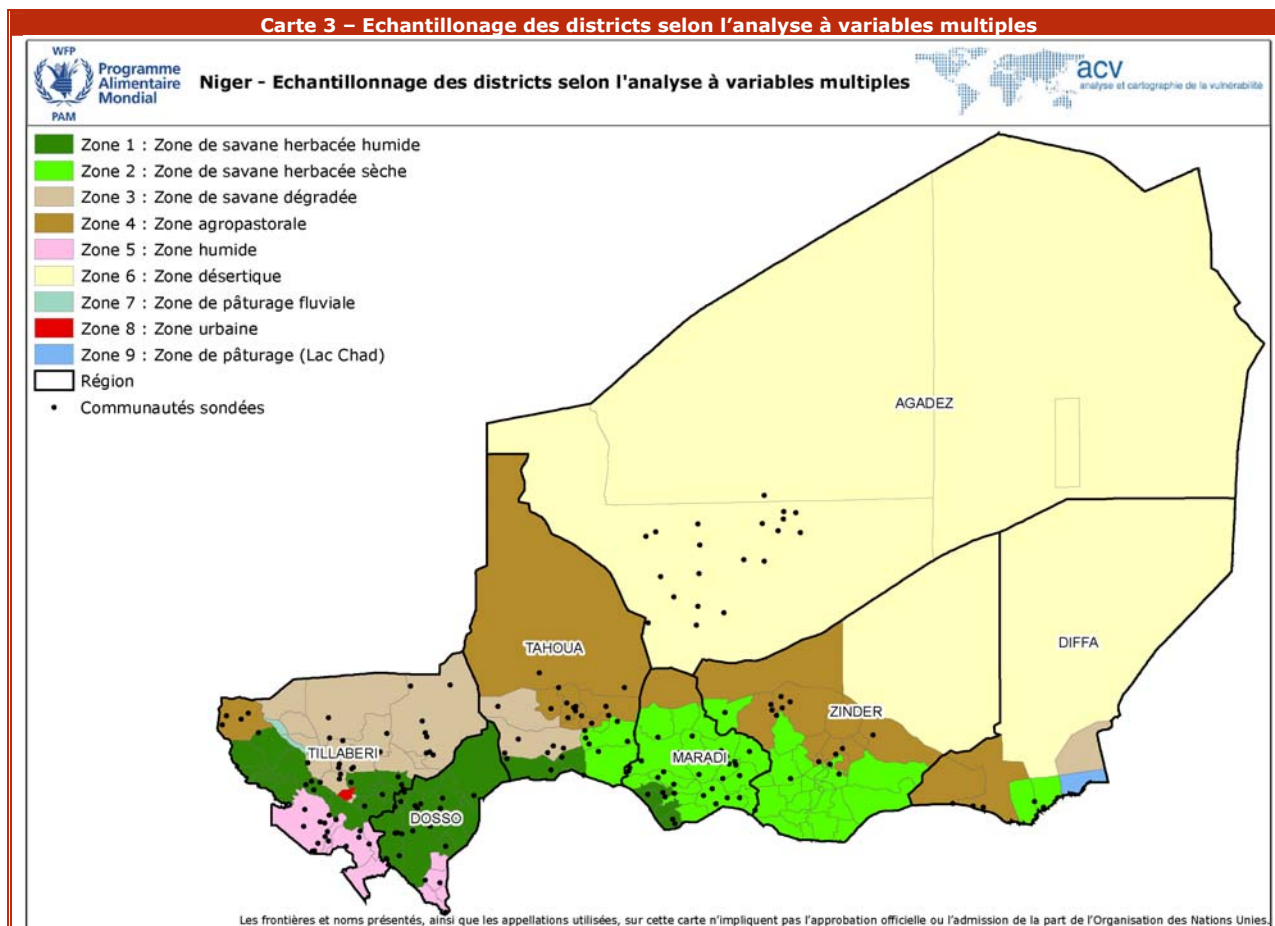 Carte 3 – Echantillonage des districts selon l'analyse à variables multiples
WFP
Programme
Alimentaire
Mondial
PAM
Niger - Echantillonnage des districts selon l'analyse à variables multiples
acv
analyse et cartographie de la vulnérabilité
Zone 1 : Zone de savane herbacée humide
Zone 2 : Zone de savane herbacée sèche
Zone 3 : Zone de savane dégradée
Zone 4 : Zone agropastorale
Zone 5 : Zone humide
Zone 6 : Zone désertique
Zone 7 : Zone de pâturage fluviale
Zone 8 : Zone urbaine
Zone 9 : Zone de pâturage (Lac Chad)
Région
Communautés sondées
AGADEZ
DIFFA
TAHOUA
ZINDER
TILLABERI
MARADI
DOSSO
Les frontières et noms présentés, ainsi que les appellations utilisées, sur cette carte n'impliquent pas l'approbation officielle ou l'admission de la part de l'Organisation des Nations Unies.